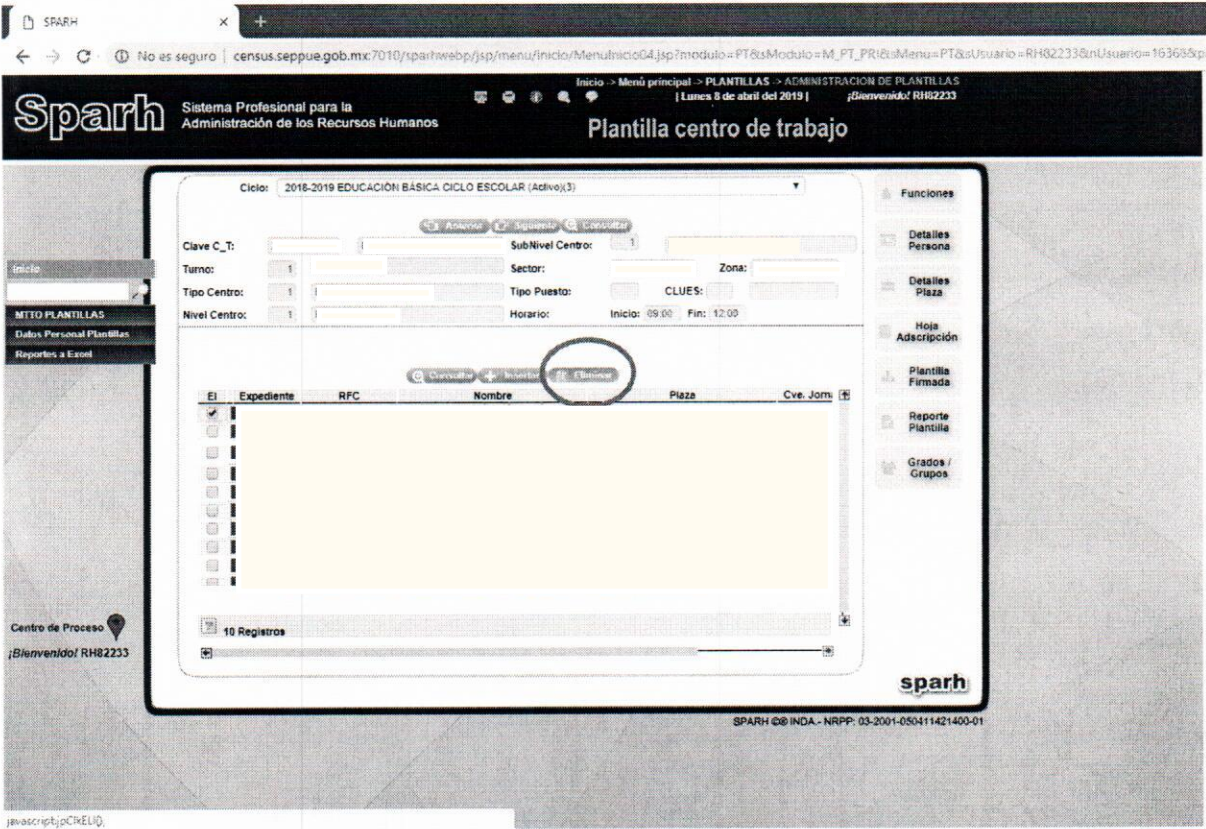 SPARH
No es seguro | census.seppue.gob.mx:7010/sparhwebp/jsp/menu/inicio/MenuInicio04.jsp?modulo=PT&sModulo=M_PT_PRI&sMenu=PT&sUsuario=RH82233&nUsuario=16368&p
Inicio -> Menú principal -> PLANTILLAS -> ADMINISTRACION DE PLANTILLAS
| Lunes 8 de abril del 2019 | ¡Bienvenido! RH82233
Sparh Sistema Profesional para la
Administración de los Recursos Humanos
Plantilla centro de trabajo
Ciclo: 2018-2019 EDUCACIÓN BÁSICA CICLO ESCOLAR (Activo)(3)
Anterior Siguiente Consultar
Clave C_T: SubNivel Centro: 1
Turno: 1 Sector: Zona:
Tipo Centro: 1 Tipo Puesto: CLUES:
Nivel Centro: 1 Horario: Inicio: 09:00 Fin: 12:00
Inicio
MTTO PLANTILLAS
Datos Personal Plantillas
Reportes a Excel
Consultar Insertar Eliminar
El Expediente RFC Nombre Plaza Cve. Jorn
10 Registros
Funciones
Detalles
Persona
Detalles
Plaza
Hoja
Adscripción
Plantilla
Firmada
Reporte
Plantilla
Grados /
Grupos
Centro de Proceso
¡Bienvenido! RH82233
sparh
SPARH ©® INDA.- NRPP: 03-2001-050411421400-01